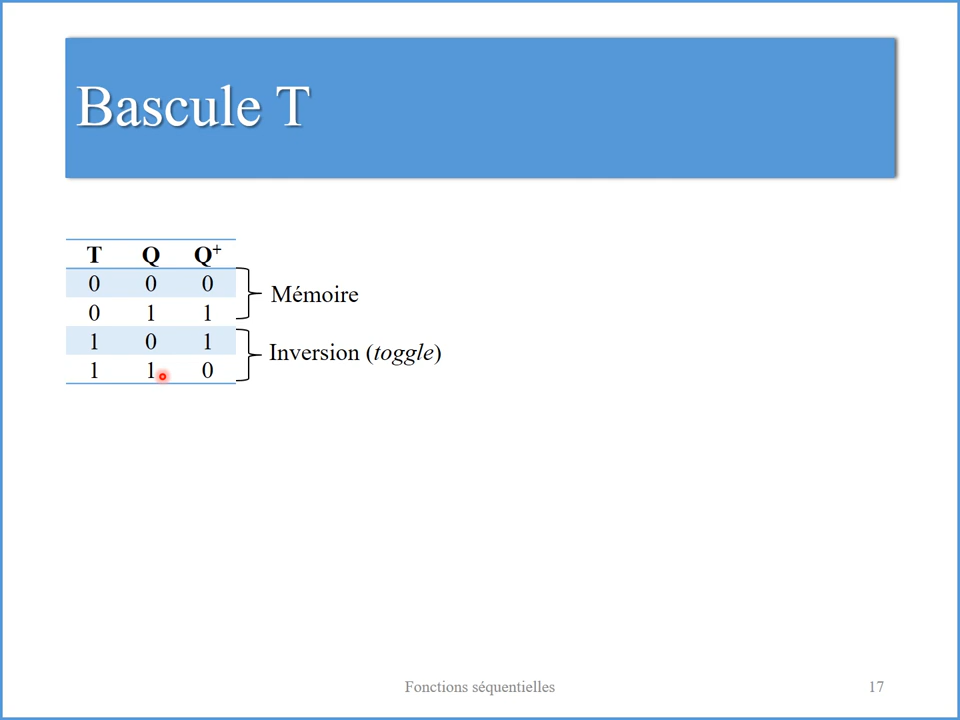 Bascule T
T Q Q⁺
0 0 0
0 1 1
Mémoire
1 0 1
1 1 0
Inversion (toggle)
Fonctions séquentielles 17